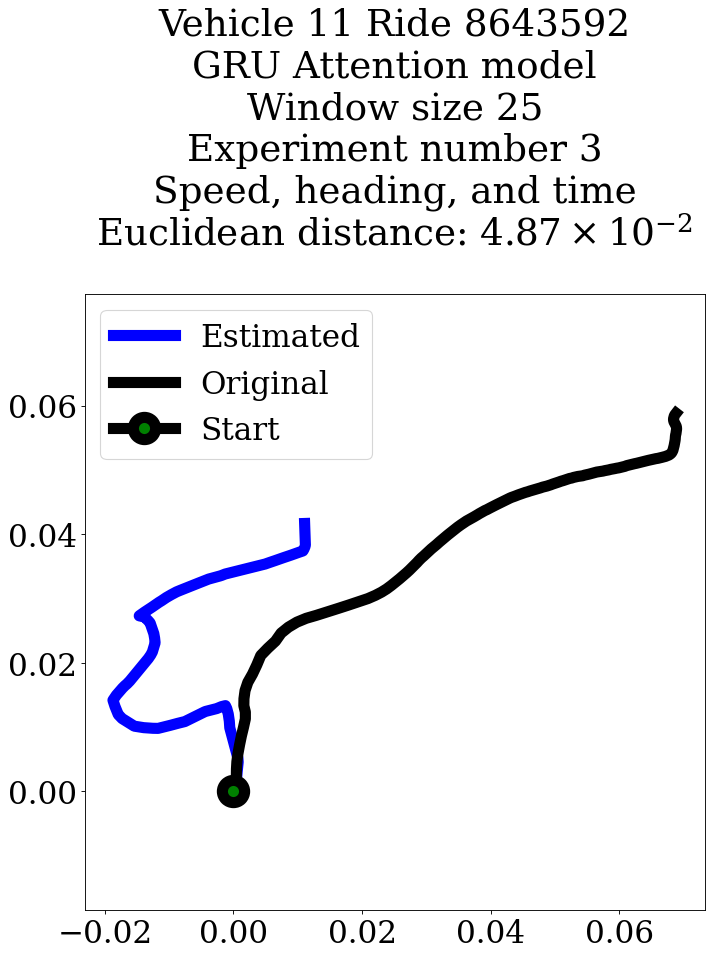 Vehicle 11 Ride 8643592
GRU Attention model
Window size 25
Experiment number 3
Speed, heading, and time
Euclidean distance: 4.87 × 10⁻²
Estimated
Original
Start
0.06
0.04
0.02
0.00
−0.02 0.00 0.02 0.04 0.06